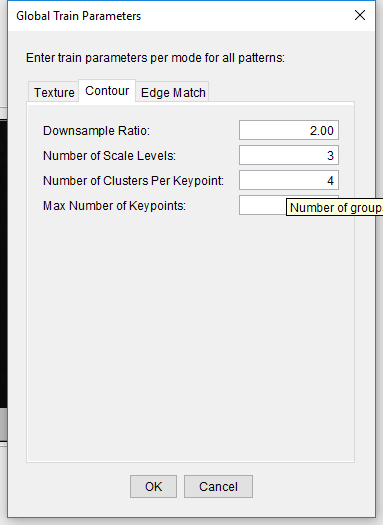 Global Train Parameters
Enter train parameters per mode for all patterns:
Texture Contour Edge Match
Downsample Ratio: 2.00
Number of Scale Levels: 3
Number of Clusters Per Keypoint: 4
Max Number of Keypoints:
Number of group
OK Cancel